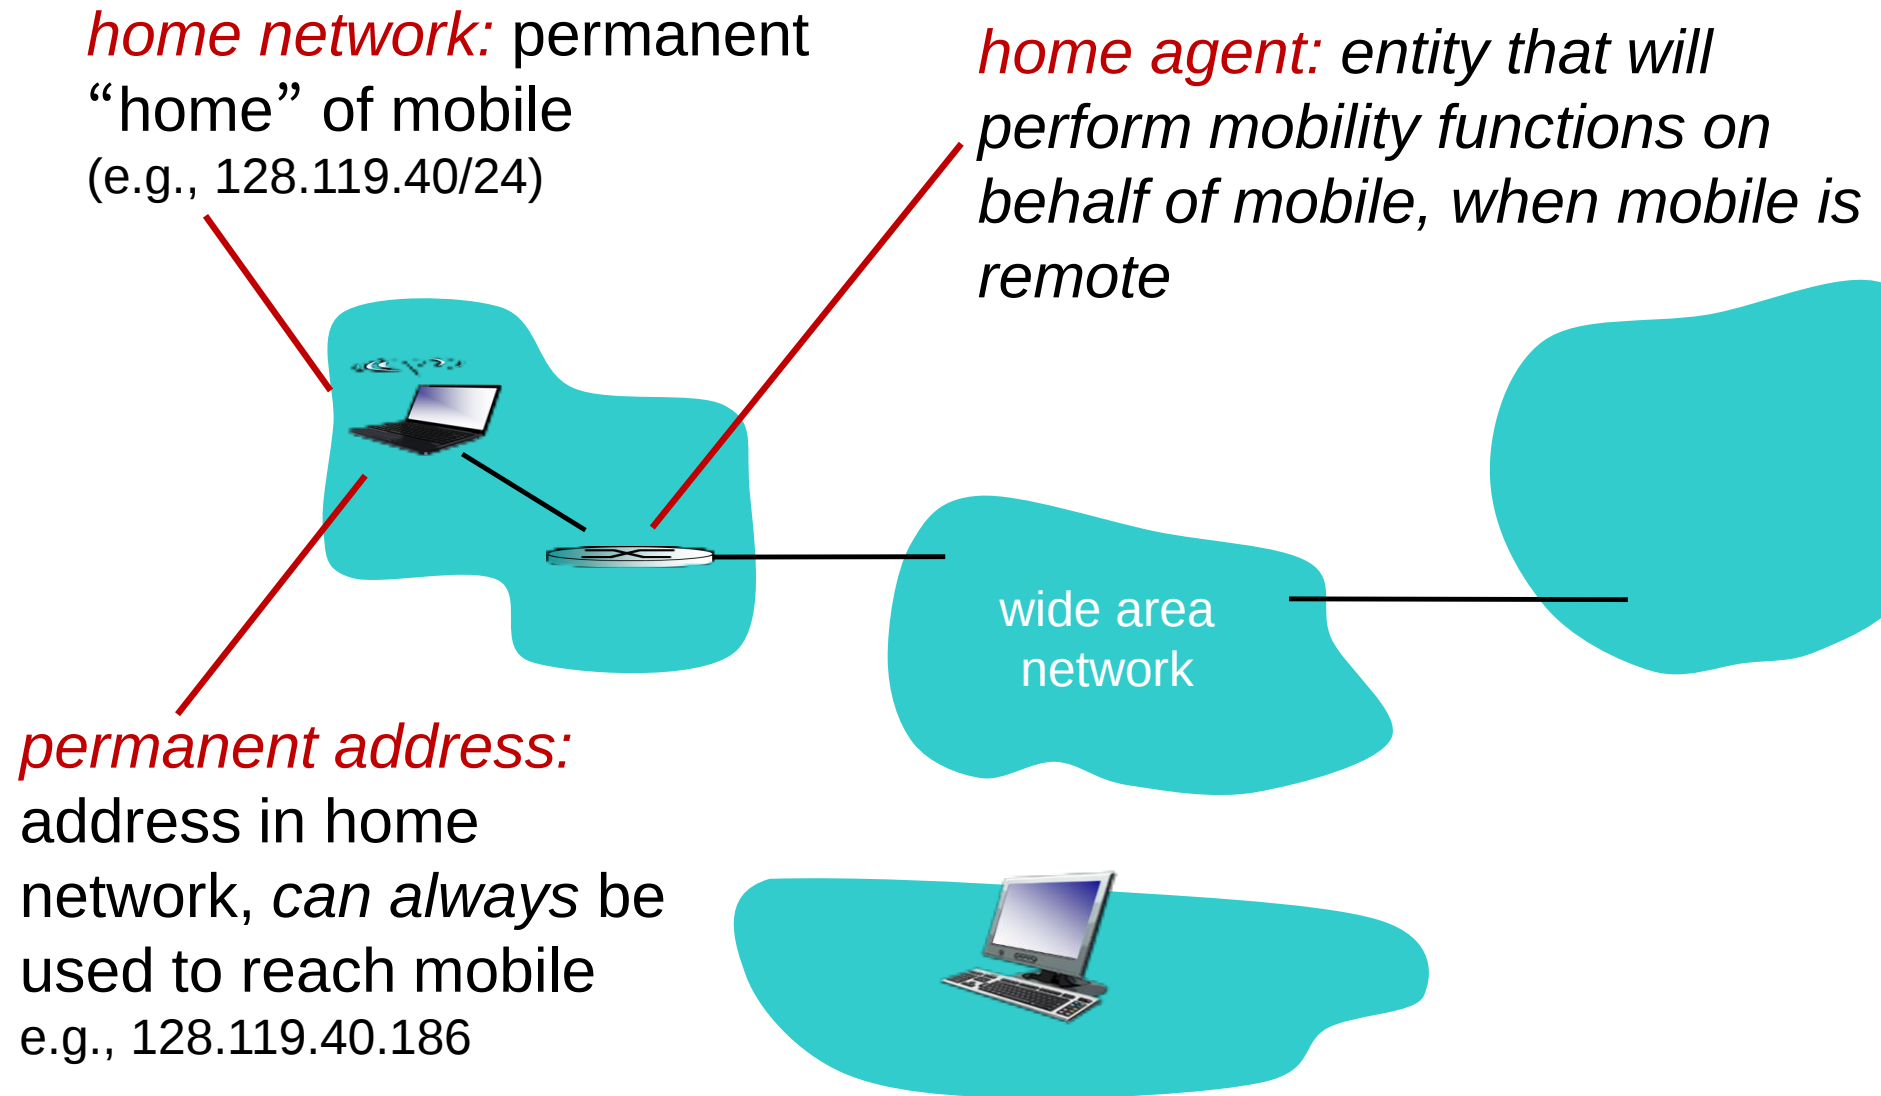 home network: permanent
“home” of mobile
(e.g., 128.119.40/24)
home agent: entity that will
perform mobility functions on
behalf of mobile, when mobile is
remote
wide area
network
permanent address:
address in home
network, can always be
used to reach mobile
e.g., 128.119.40.186